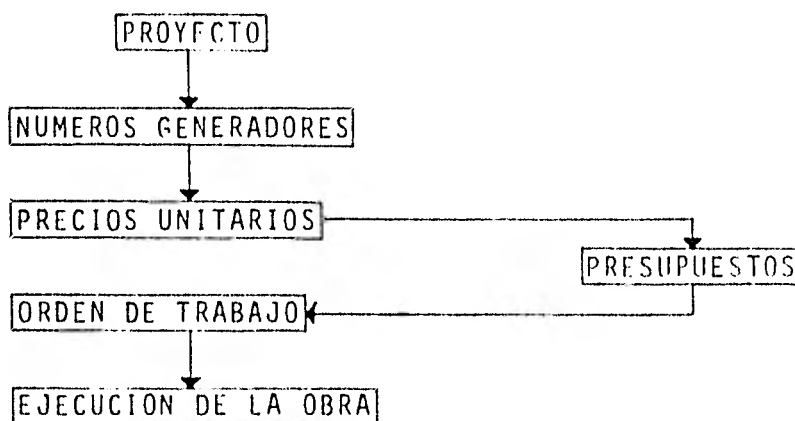 PROYECTO
NUMEROS GENERADORES
PRECIOS UNITARIOS
PRESUPUESTOS
ORDEN DE TRABAJO
EJECUCION DE LA OBRA